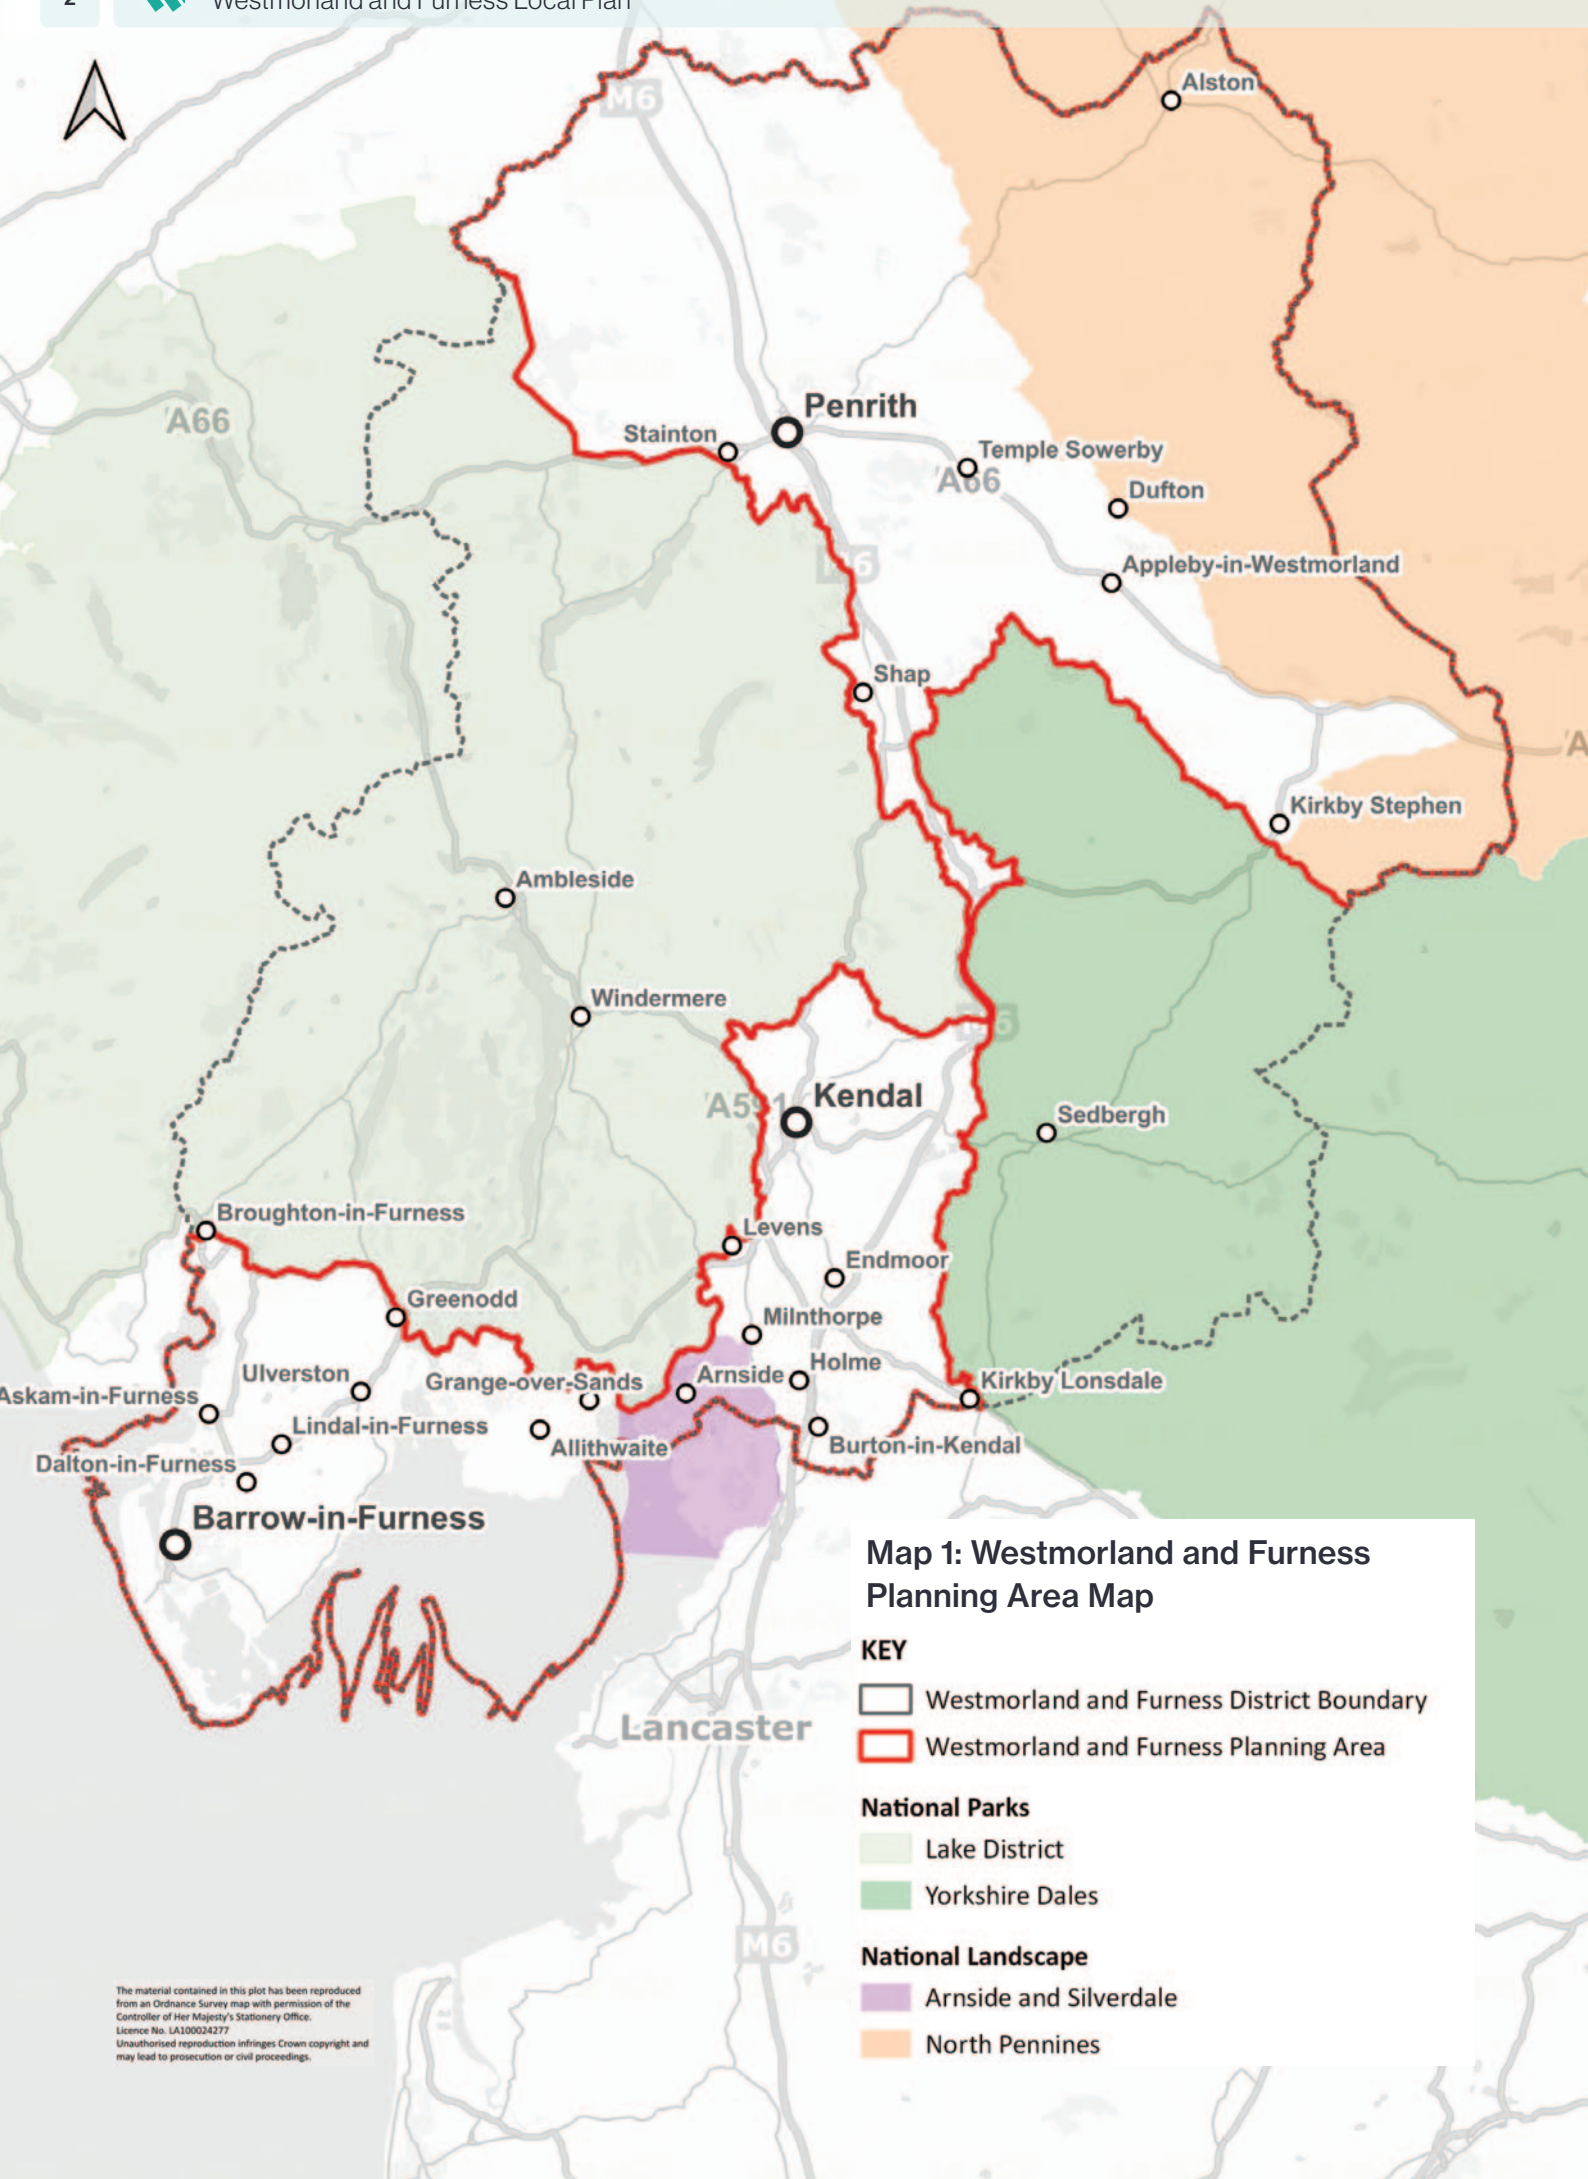 2
Westmorland and Furness Local Plan
M6
Alston
A66
Penrith
Stainton
Temple Sowerby
A66
Dufton
M6
Appleby-in-Westmorland
Shap
Kirkby Stephen
Ambleside
Windermere
A591
Kendal
Sedbergh
Broughton-in-Furness
Levens
Endmoor
Greenodd
Milnthorpe
Holme
Ulverston
Grange-over-Sands
Arnside
Kirkby Lonsdale
Askam-in-Furness
Lindal-in-Furness
Allithwaite
Burton-in-Kendal
Dalton-in-Furness
Barrow-in-Furness
Lancaster
M6
Map 1: Westmorland and Furness
Planning Area Map
KEY
Westmorland and Furness District Boundary
Westmorland and Furness Planning Area
National Parks
Lake District
Yorkshire Dales
National Landscape
Arnside and Silverdale
North Pennines
The material contained in this plot has been reproduced
from an Ordnance Survey map with permission of the
Controller of Her Majesty's Stationery Office.
Licence No. LA100024277
Unauthorised reproduction infringes Crown copyright and
may lead to prosecution or civil proceedings.